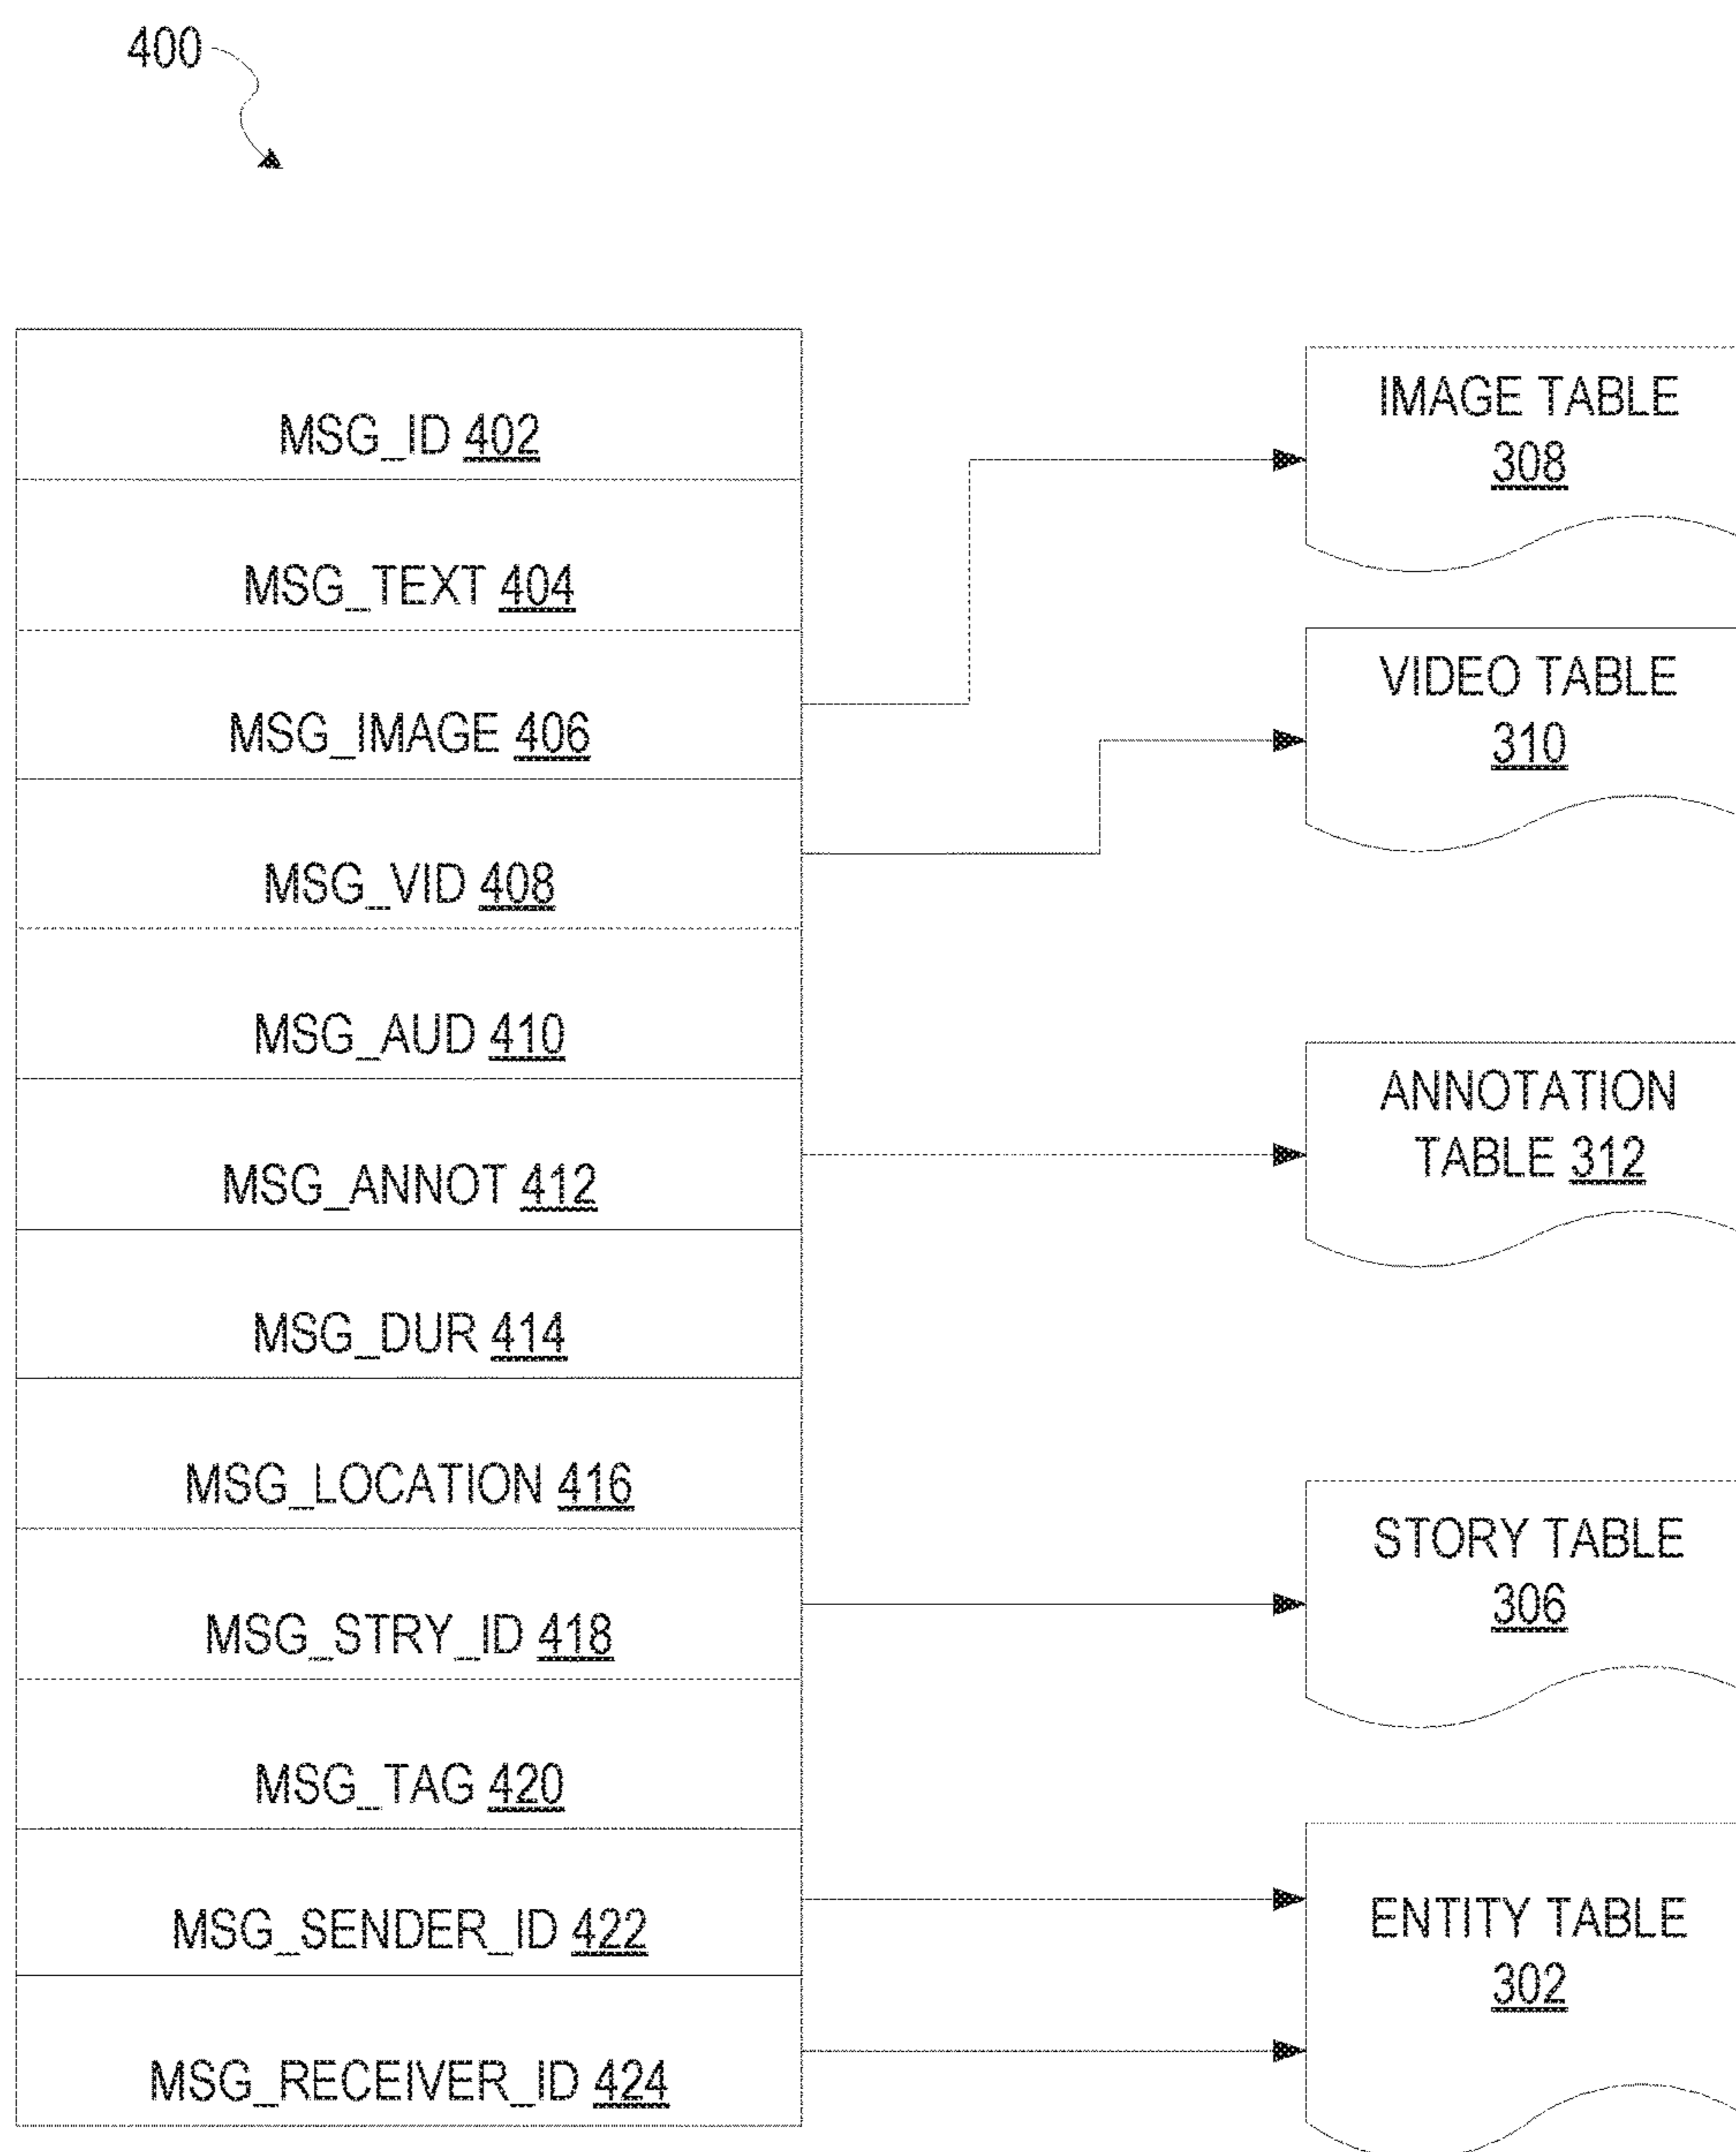 400
MSG_ID 402
MSG_TEXT 404
MSG_IMAGE 406
MSG_VID 408
MSG_AUD 410
MSG_ANNOT 412
MSG_DUR 414
MSG_LOCATION 416
MSG_STRY_ID 418
MSG_TAG 420
MSG_SENDER_ID 422
MSG_RECEIVER_ID 424
IMAGE TABLE
308
VIDEO TABLE
310
ANNOTATION
TABLE 312
STORY TABLE
306
ENTITY TABLE
302